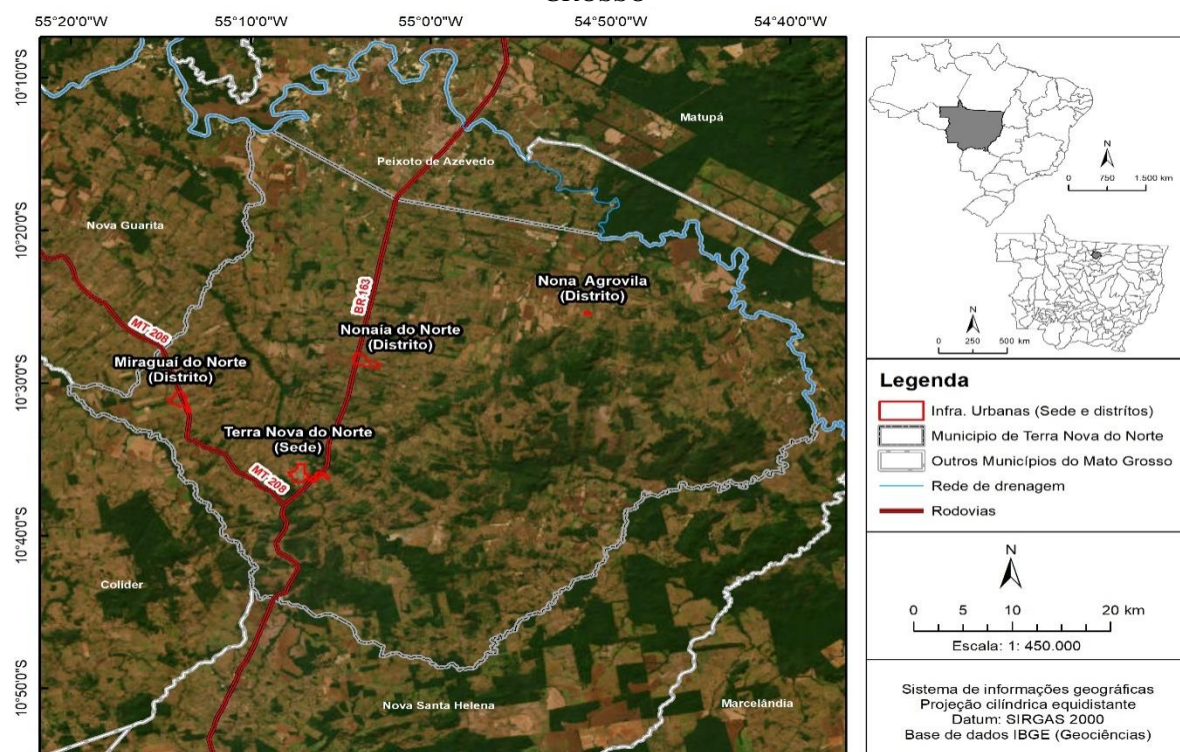 GROSSO
55°20'0"W 55°10'0"W 55°0'0"W 54°50'0"W 54°40'0"W
10°10'0"S
10°20'0"S
10°30'0"S
10°40'0"S
10°50'0"S
Matupá
Peixoto de Azevedo
Nova Guarita
Nona Agrovila
(Distrito)
BR 163
MT 208
Nonaía do Norte
(Distrito)
Miraguaí do Norte
(Distrito)
Terra Nova do Norte
(Sede)
MT 208
Colider
Nova Santa Helena
Marcelândia
N
0 750 1.500 km
N
0 250 500 km
Legenda
Infra. Urbanas (Sede e distrítos)
Municipio de Terra Nova do Norte
Outros Municípios do Mato Grosso
Rede de drenagem
Rodovias
N
0 5 10 20 km
Escala: 1: 450.000
Sistema de informações geográficas
Projeção cilíndrica equidistante
Datum: SIRGAS 2000
Base de dados IBGE (Geociências)